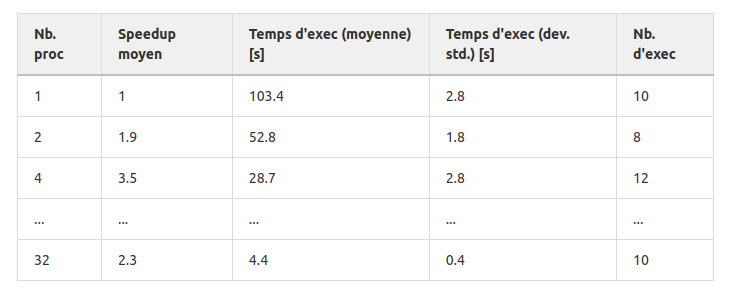 Nb. proc | Speedup moyen | Temps d'exec (moyenne) [s] | Temps d'exec (dev. std.) [s] | Nb. d'exec
1 | 1 | 103.4 | 2.8 | 10
2 | 1.9 | 52.8 | 1.8 | 8
4 | 3.5 | 28.7 | 2.8 | 12
... | ... | ... | ... | ...
32 | 2.3 | 4.4 | 0.4 | 10